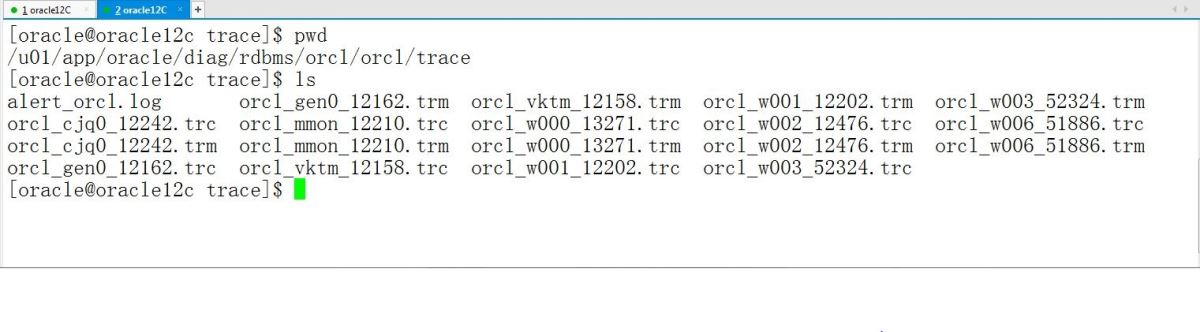 1 oracle12C × 2 oracle12C × +
[oracle@oracle12c trace]$ pwd
/u01/app/oracle/diag/rdbms/orcl/orcl/trace
[oracle@oracle12c trace]$ ls
alert_orcl.log orcl_gen0_12162.trm orcl_vktm_12158.trm orcl_w001_12202.trm orcl_w003_52324.trm
orcl_cjq0_12242.trc orcl_mmon_12210.trc orcl_w000_13271.trc orcl_w002_12476.trc orcl_w006_51886.trc
orcl_cjq0_12242.trm orcl_mmon_12210.trm orcl_w000_13271.trm orcl_w002_12476.trm orcl_w006_51886.trm
orcl_gen0_12162.trc orcl_vktm_12158.trc orcl_w001_12202.trc orcl_w003_52324.trc
[oracle@oracle12c trace]$